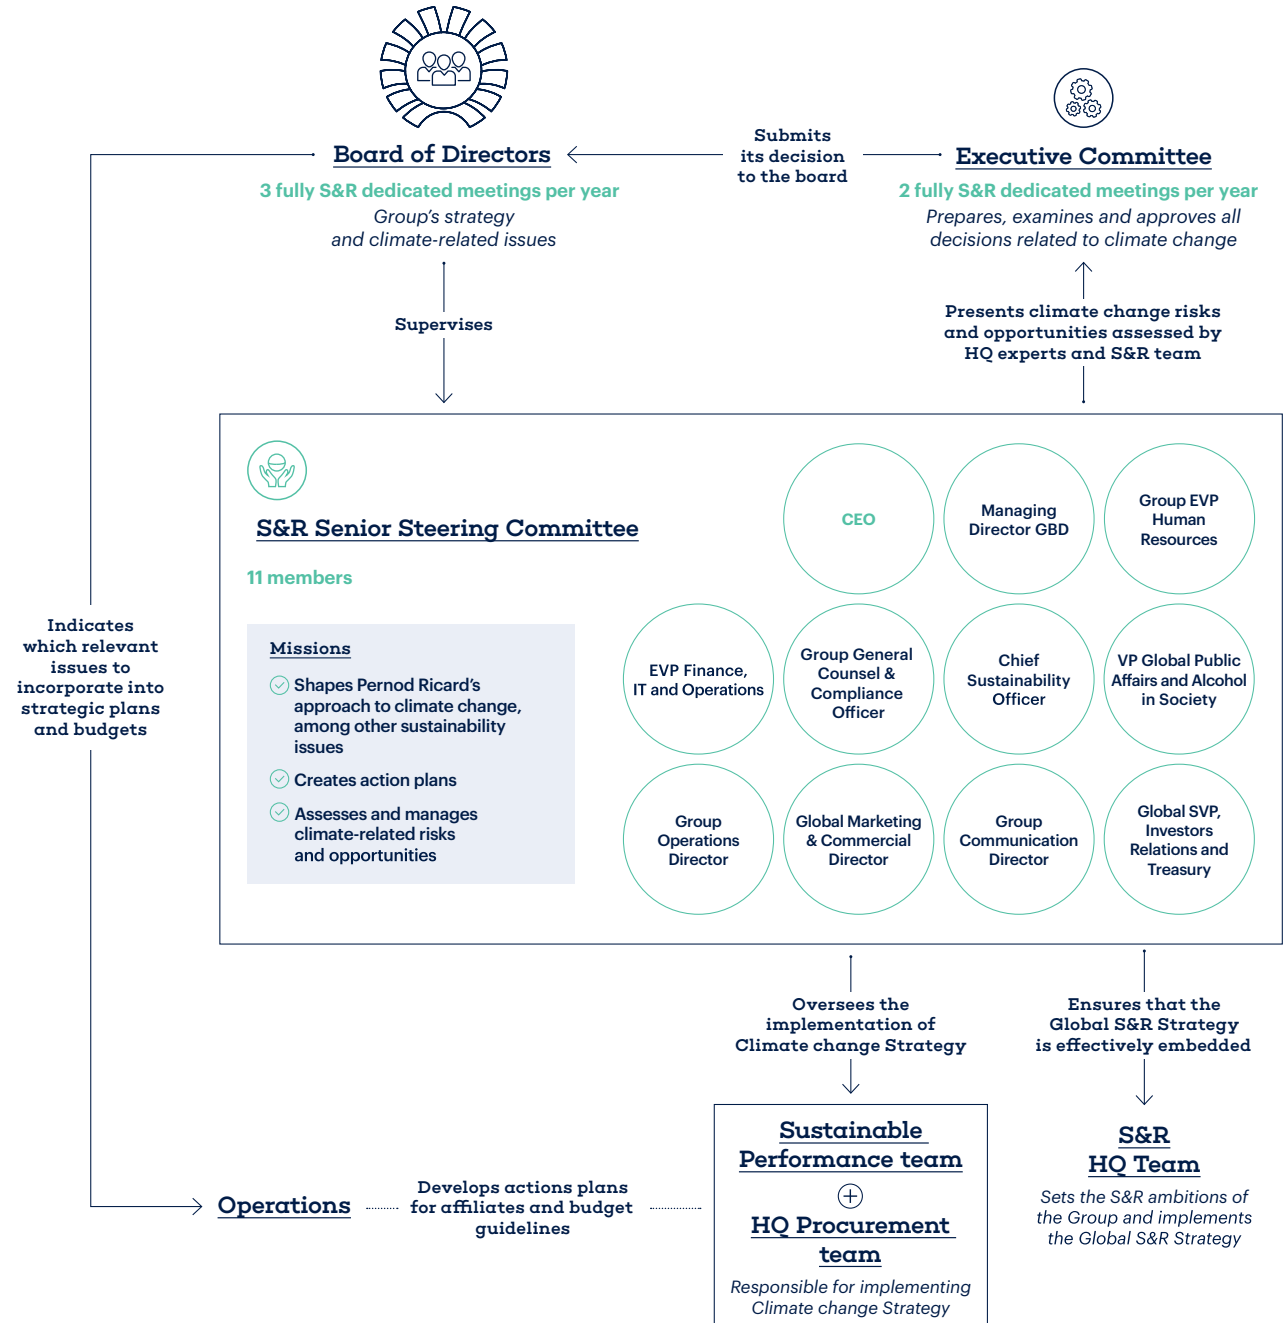 Board of Directors
3 fully S&R dedicated meetings per year
Group's strategy
and climate-related issues
Submits
its decision
to the board
Executive Committee
2 fully S&R dedicated meetings per year
Prepares, examines and approves all
decisions related to climate change
Supervises
Presents climate change risks
and opportunities assessed by
HQ experts and S&R team
S&R Senior Steering Committee
11 members
Missions
Shapes Pernod Ricard's
approach to climate change,
among other sustainability
issues
Creates action plans
Assesses and manages
climate-related risks
and opportunities
CEO
Managing
Director GBD
Group EVP
Human
Resources
EVP Finance,
IT and Operations
Group General
Counsel &
Compliance
Officer
Chief
Sustainability
Officer
VP Global Public
Affairs and Alcohol
in Society
Group
Operations
Director
Global Marketing
& Commercial
Director
Group
Communication
Director
Global SVP,
Investors
Relations and
Treasury
Indicates
which relevant
issues to
incorporate into
strategic plans
and budgets
Oversees the
implementation of
Climate change Strategy
Ensures that the
Global S&R Strategy
is effectively embedded
Operations
Develops actions plans
for affiliates and budget
guidelines
Sustainable
Performance team
+
HQ Procurement
team
Responsible for implementing
Climate change Strategy
S&R
HQ Team
Sets the S&R ambitions of
the Group and implements
the Global S&R Strategy